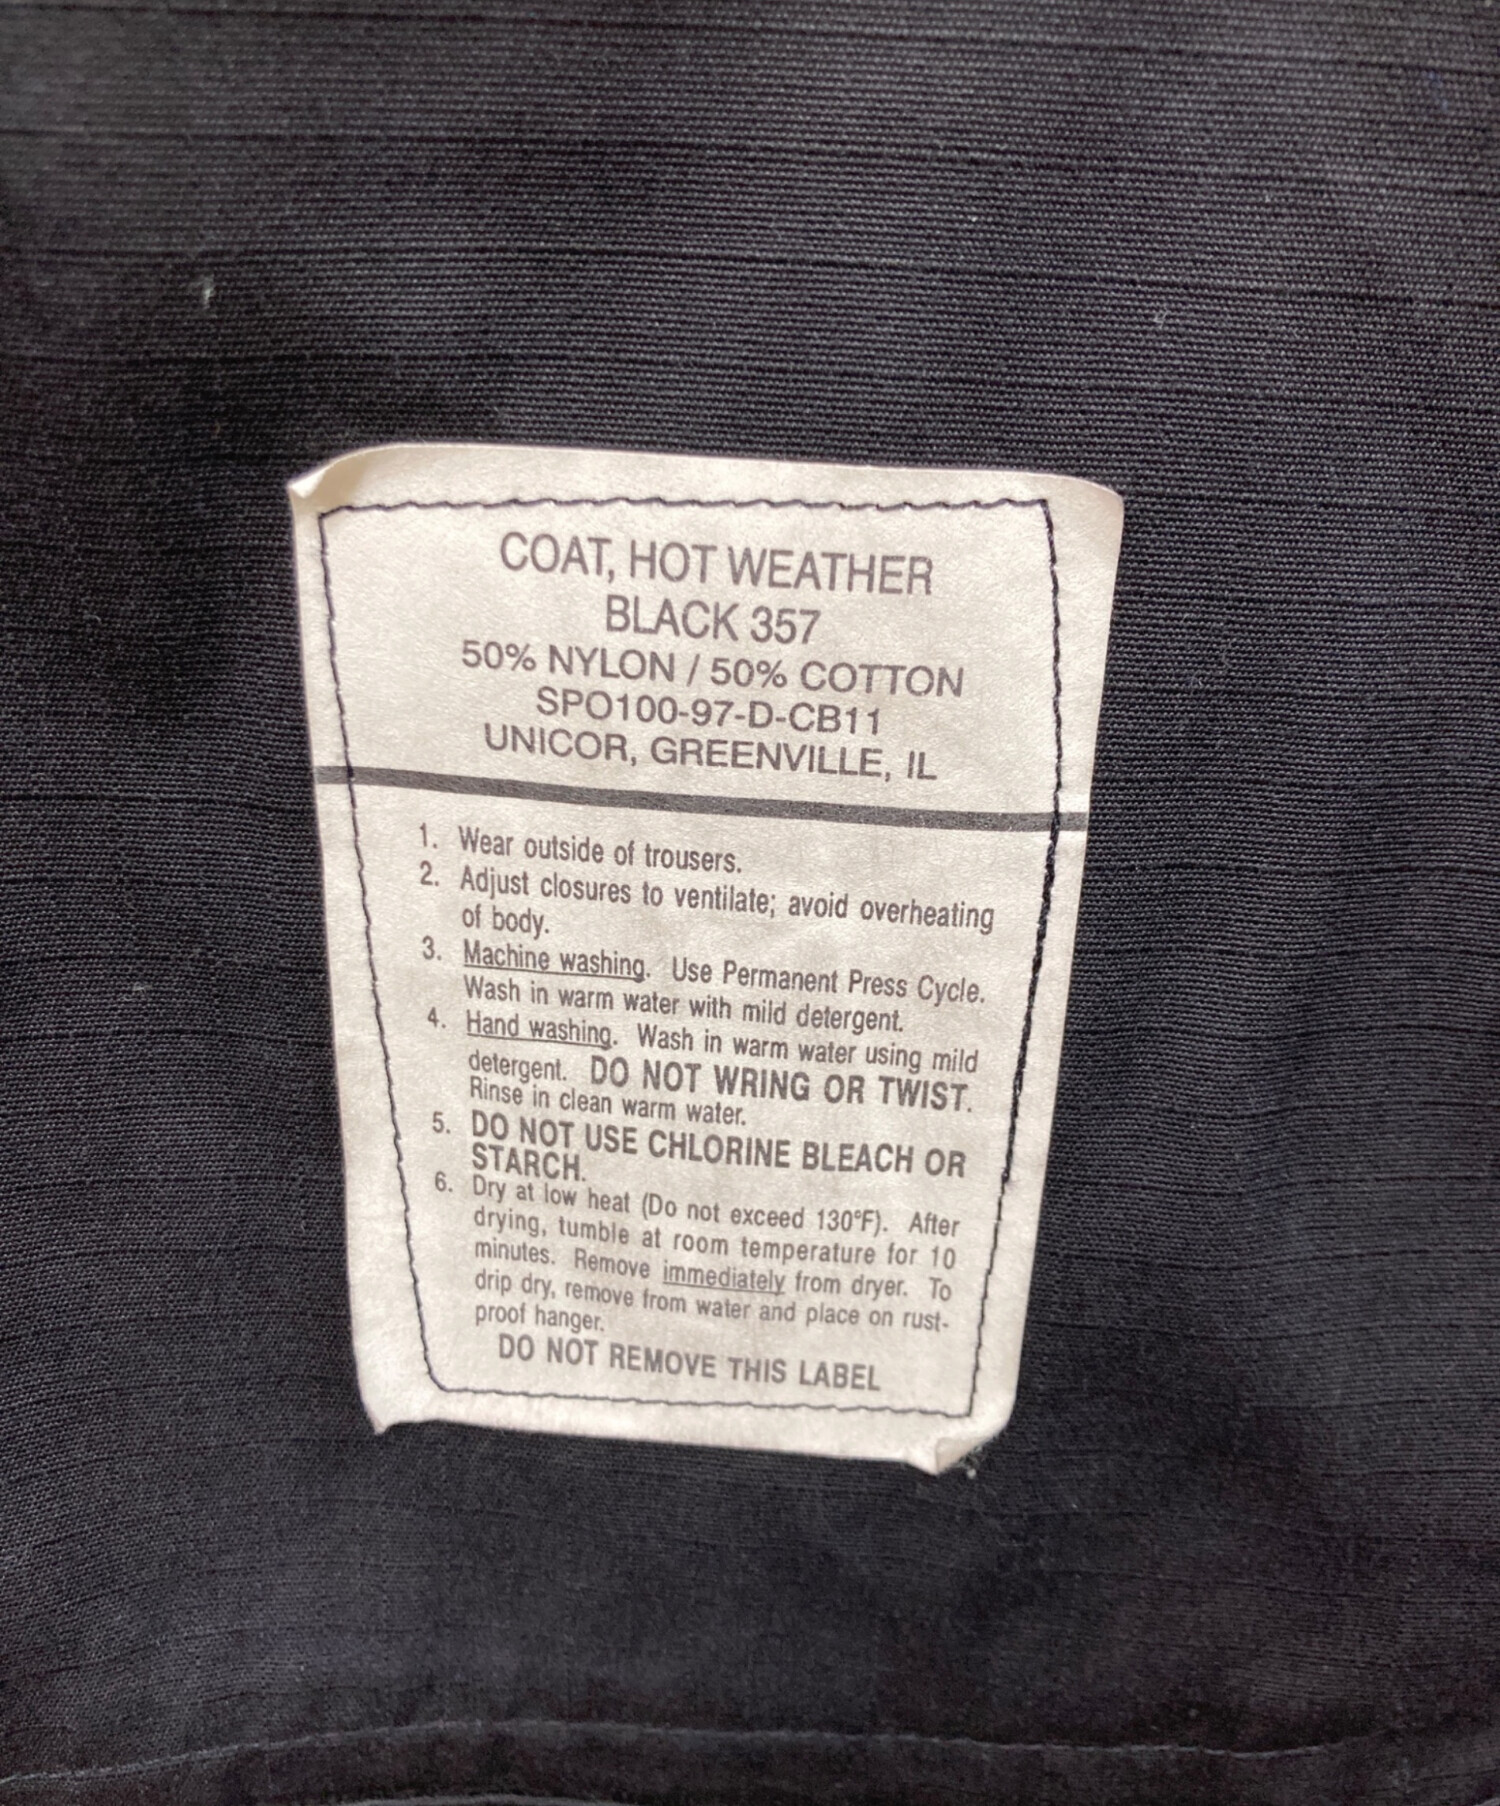 COAT, HOT WEATHER
BLACK 357
50% NYLON / 50% COTTON
SPO100-97-D-CB11
UNICOR, GREENVILLE, IL
1. Wear outside of trousers.
2. Adjust closures to ventilate; avoid overheating
of body.
3. Machine washing. Use Permanent Press Cycle.
Wash in warm water with mild detergent.
4. Hand washing. Wash in warm water using mild
detergent. DO NOT WRING OR TWIST.
Rinse in clean warm water.
5. DO NOT USE CHLORINE BLEACH OR
STARCH.
6. Dry at low heat (Do not exceed 130°F). After
drying, tumble at room temperature for 10
minutes. Remove immediately from dryer. To
drip dry, remove from water and place on rust-
proof hanger.
DO NOT REMOVE THIS LABEL